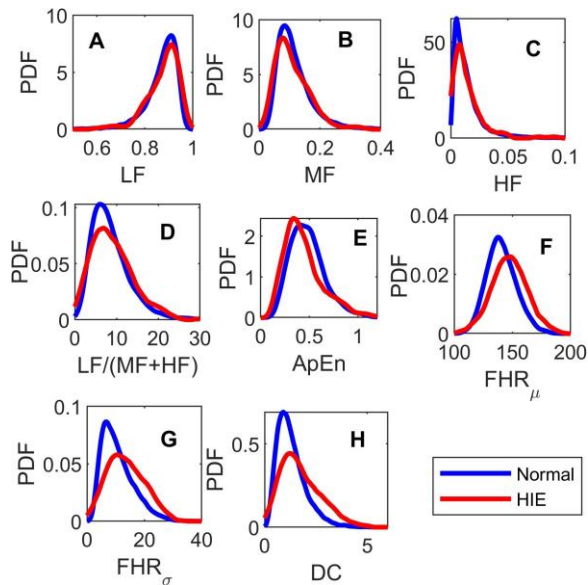 PDF
10
5
0
A
0.6
0.8
1
LF
PDF
10
5
0
B
0
0.2
0.4
MF
PDF
50
0
C
0
0.05
0.1
HF
PDF
0.1
0.05
0
D
0
10
20
30
LF/(MF+HF)
PDF
2
1
0
E
0
0.5
1
ApEn
PDF
0.04
0.02
0
F
100
150
200
FHRμ
PDF
0.1
0.05
0
G
0
20
40
FHRσ
PDF
0.5
0
H
0
5
DC
Normal
HIE